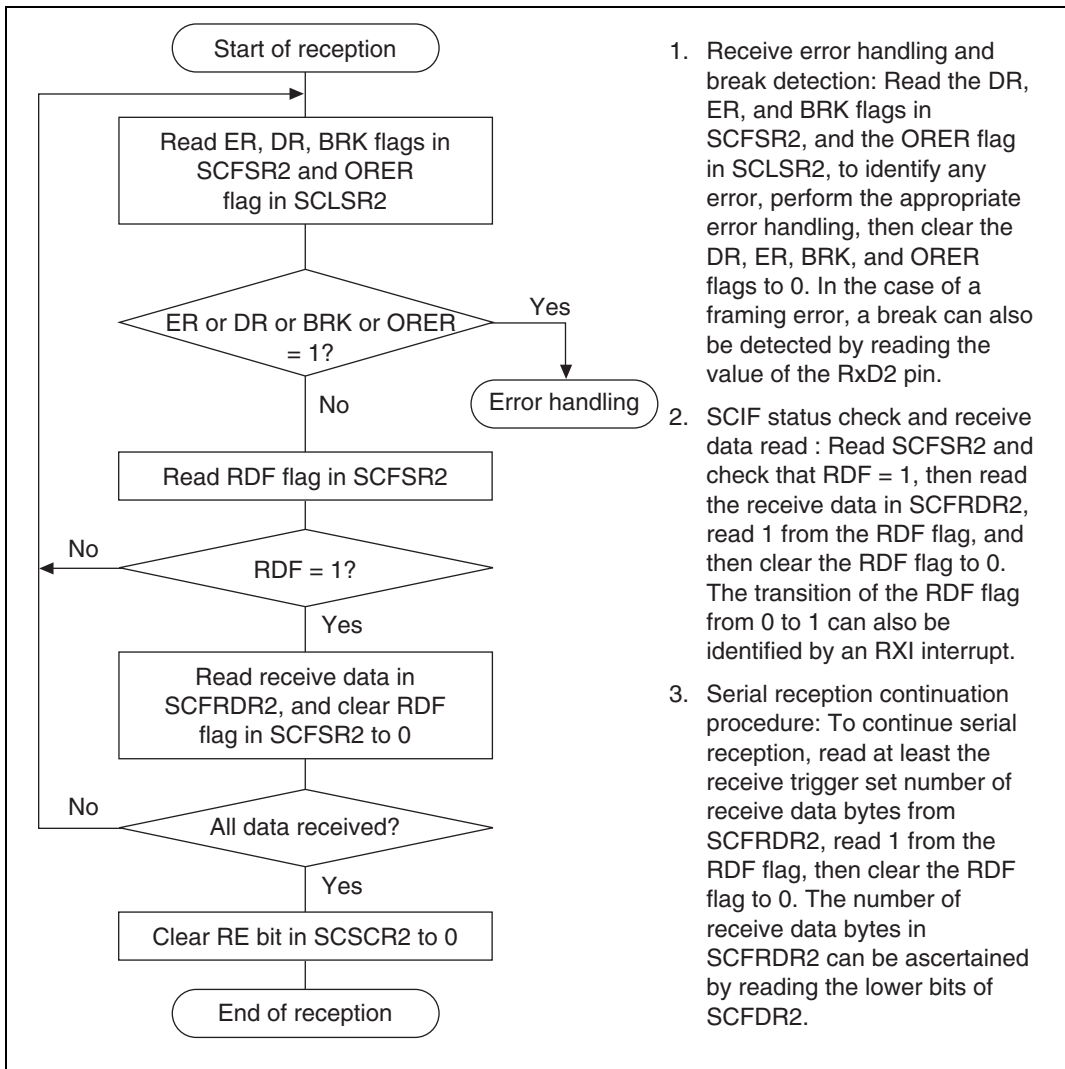 Start of reception
Read ER, DR, BRK flags in
SCFSR2 and ORER
flag in SCLSR2
ER or DR or BRK or ORER
= 1?
Yes
Error handling
No
Read RDF flag in SCFSR2
No
RDF = 1?
Yes
Read receive data in
SCFRDR2, and clear RDF
flag in SCFSR2 to 0
No
All data received?
Yes
Clear RE bit in SCSCR2 to 0
End of reception
1. Receive error handling and
break detection: Read the DR,
ER, and BRK flags in
SCFSR2, and the ORER flag
in SCLSR2, to identify any
error, perform the appropriate
error handling, then clear the
DR, ER, BRK, and ORER
flags to 0. In the case of a
framing error, a break can also
be detected by reading the
value of the RxD2 pin.
2. SCIF status check and receive
data read : Read SCFSR2 and
check that RDF = 1, then read
the receive data in SCFRDR2,
read 1 from the RDF flag, and
then clear the RDF flag to 0.
The transition of the RDF flag
from 0 to 1 can also be
identified by an RXI interrupt.
3. Serial reception continuation
procedure: To continue serial
reception, read at least the
receive trigger set number of
receive data bytes from
SCFRDR2, read 1 from the
RDF flag, then clear the RDF
flag to 0. The number of
receive data bytes in
SCFRDR2 can be ascertained
by reading the lower bits of
SCFDR2.